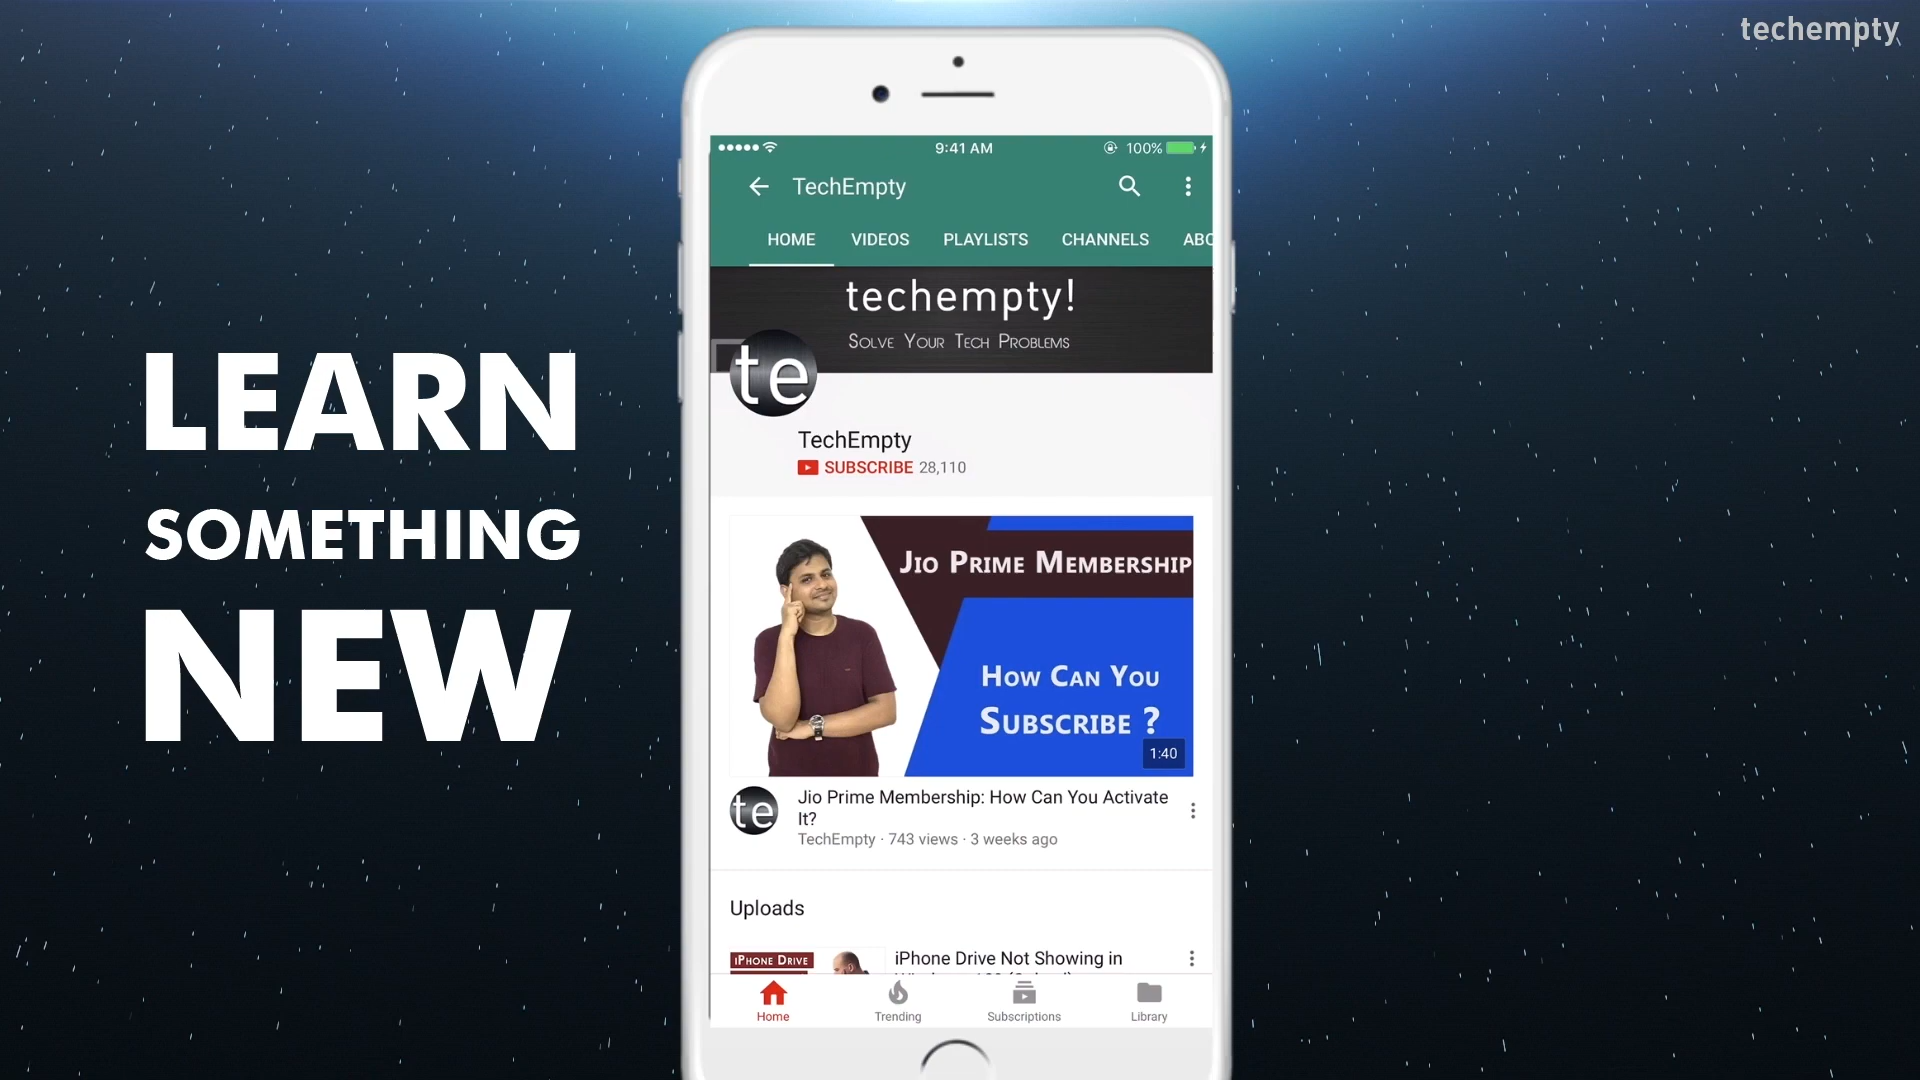 techempty
LEARN
SOMETHING
NEW
9:41 AM
100%
TechEmpty
HOME VIDEOS PLAYLISTS CHANNELS ABO
techempty!
Solve Your Tech Problems
te
TechEmpty
SUBSCRIBE 28,110
Jio Prime Membership
How Can You
Subscribe ?
1:40
te
Jio Prime Membership: How Can You Activate
It?
TechEmpty · 743 views · 3 weeks ago
Uploads
iPhone Drive
iPhone Drive Not Showing in
Home Trending Subscriptions Library